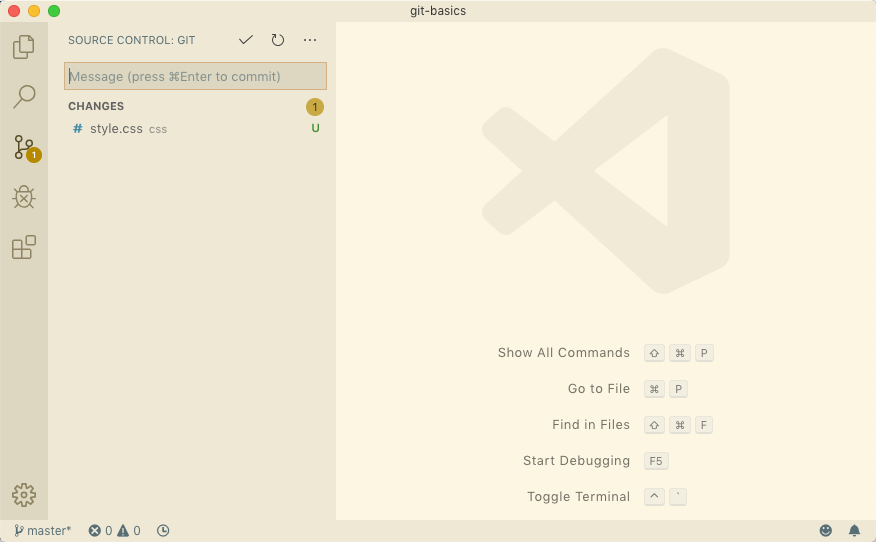 git-basics
SOURCE CONTROL: GIT
Message (press ⌘Enter to commit)
CHANGES 1
# style.css css U
1
Show All Commands ⇧ ⌘ P
Go to File ⌘ P
Find in Files ⇧ ⌘ F
Start Debugging F5
Toggle Terminal ^ `
master* 0 0